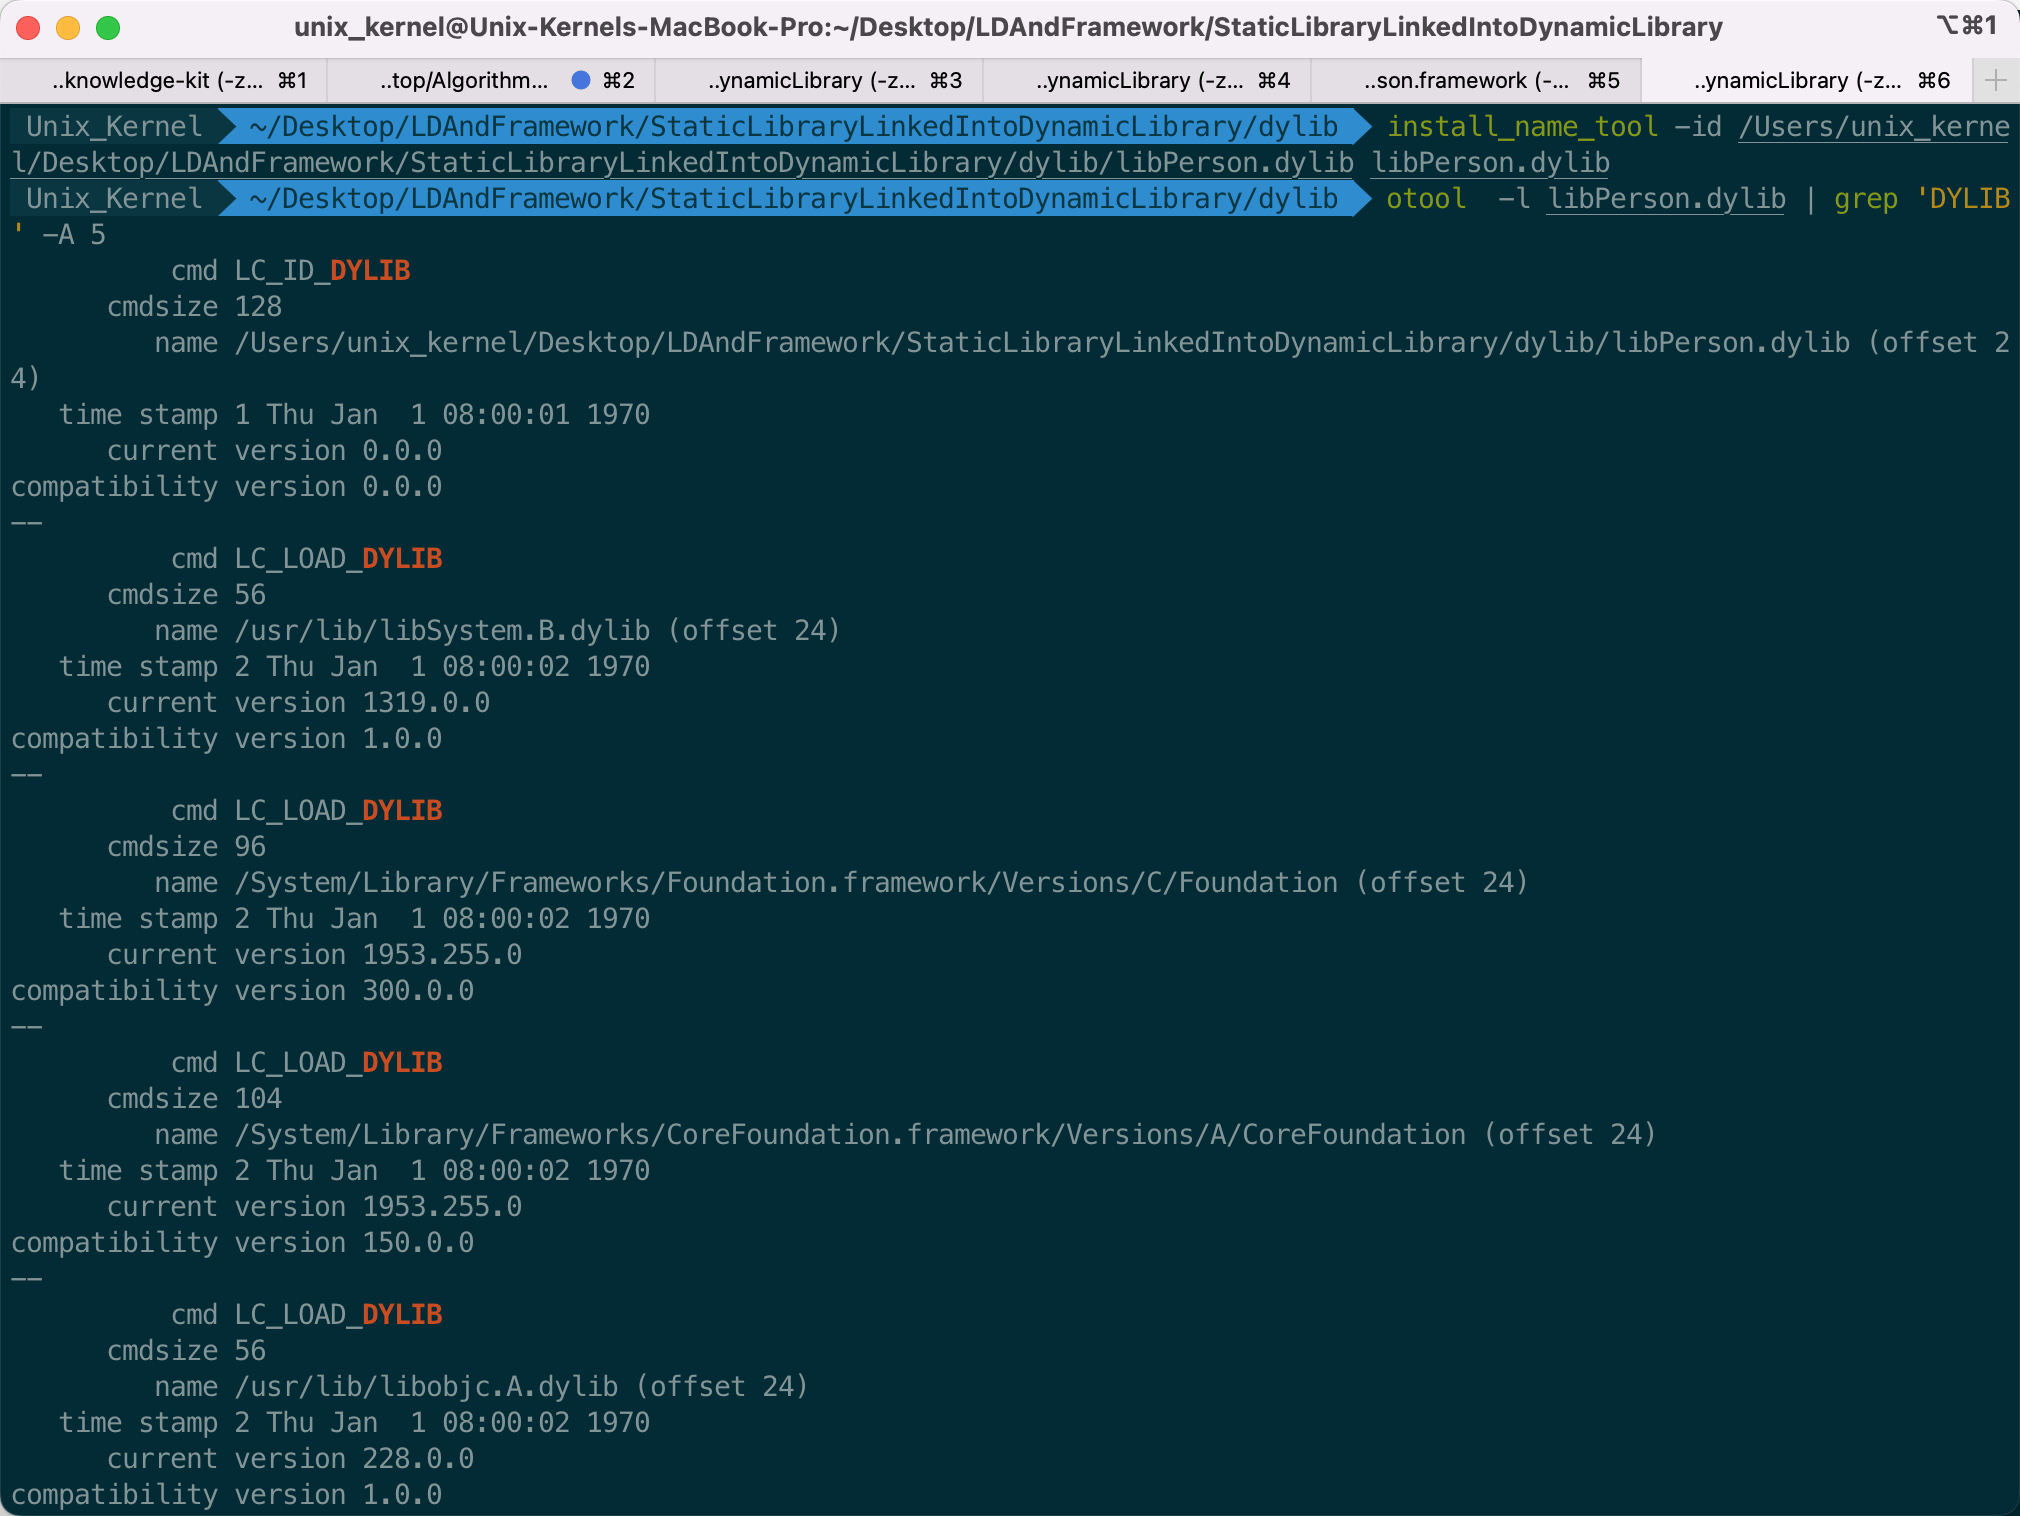 unix_kernel@Unix-Kernels-MacBook-Pro:~/Desktop/LDAndFramework/StaticLibraryLinkedIntoDynamicLibrary ⌥⌘1
..knowledge-kit (-z... ⌘1 ..top/Algorithm... ⌘2 ..ynamicLibrary (-z... ⌘3 ..ynamicLibrary (-z... ⌘4 ..son.framework (-... ⌘5 ..ynamicLibrary (-z... ⌘6 +
Unix_Kernel ~/Desktop/LDAndFramework/StaticLibraryLinkedIntoDynamicLibrary/dylib install_name_tool -id /Users/unix_kerne
l/Desktop/LDAndFramework/StaticLibraryLinkedIntoDynamicLibrary/dylib/libPerson.dylib libPerson.dylib
Unix_Kernel ~/Desktop/LDAndFramework/StaticLibraryLinkedIntoDynamicLibrary/dylib otool  -l libPerson.dylib | grep 'DYLIB
' -A 5
          cmd LC_ID_DYLIB
      cmdsize 128
         name /Users/unix_kernel/Desktop/LDAndFramework/StaticLibraryLinkedIntoDynamicLibrary/dylib/libPerson.dylib (offset 2
4)
   time stamp 1 Thu Jan  1 08:00:01 1970
      current version 0.0.0
compatibility version 0.0.0
--
          cmd LC_LOAD_DYLIB
      cmdsize 56
         name /usr/lib/libSystem.B.dylib (offset 24)
   time stamp 2 Thu Jan  1 08:00:02 1970
      current version 1319.0.0
compatibility version 1.0.0
--
          cmd LC_LOAD_DYLIB
      cmdsize 96
         name /System/Library/Frameworks/Foundation.framework/Versions/C/Foundation (offset 24)
   time stamp 2 Thu Jan  1 08:00:02 1970
      current version 1953.255.0
compatibility version 300.0.0
--
          cmd LC_LOAD_DYLIB
      cmdsize 104
         name /System/Library/Frameworks/CoreFoundation.framework/Versions/A/CoreFoundation (offset 24)
   time stamp 2 Thu Jan  1 08:00:02 1970
      current version 1953.255.0
compatibility version 150.0.0
--
          cmd LC_LOAD_DYLIB
      cmdsize 56
         name /usr/lib/libobjc.A.dylib (offset 24)
   time stamp 2 Thu Jan  1 08:00:02 1970
      current version 228.0.0
compatibility version 1.0.0